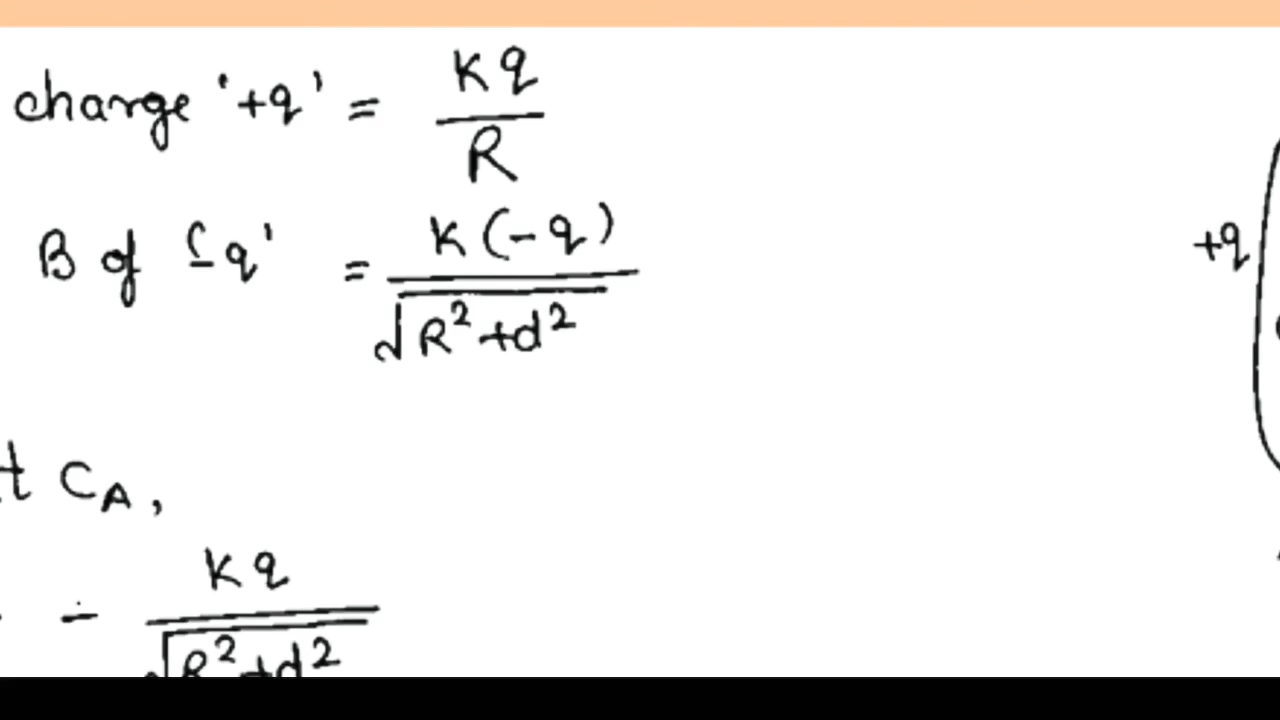 charge '+q' = Kq / R
B of '-q' = K(-q) / √(R²+d²)
+q
t C_A,
- Kq / √(R²+d²)